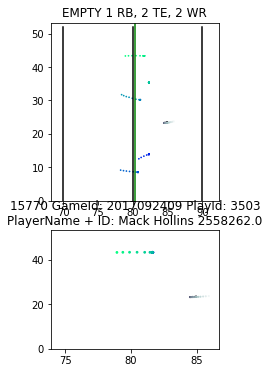 EMPTY 1 RB, 2 TE, 2 WR
50
40
30
20
10
0
70 75 80 85 90
15770 GameId: 2017092409 PlayId: 3503
PlayerName + ID: Mack Hollins 2558262.0
40
20
0
75 80 85